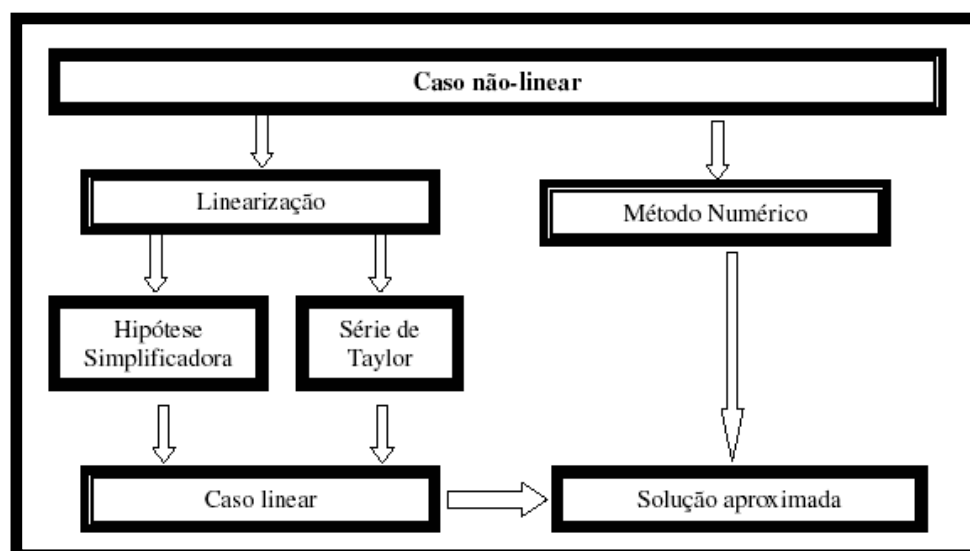 Caso não-linear
Linearização
Método Numérico
Hipótese
Simplificadora
Série de
Taylor
Caso linear
Solução aproximada